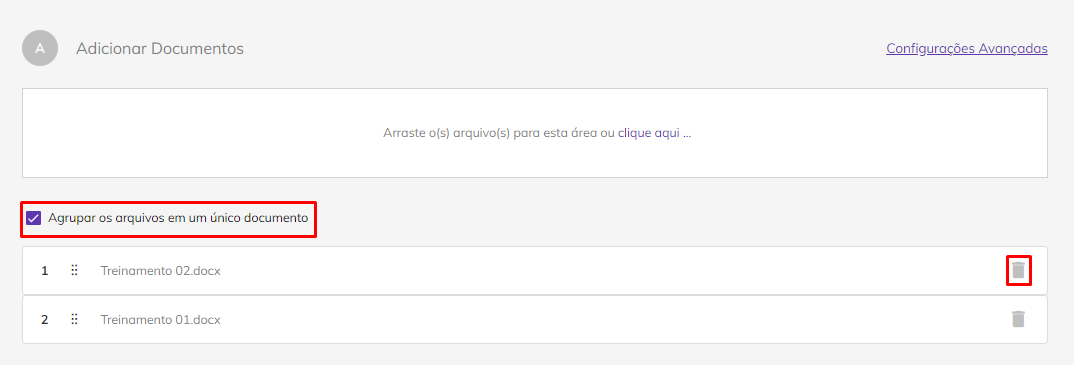 A Adicionar Documentos Configurações Avançadas
Arraste o(s) arquivo(s) para esta área ou clique aqui ...
Agrupar os arquivos em um único documento
1 Treinamento 02.docx
2 Treinamento 01.docx